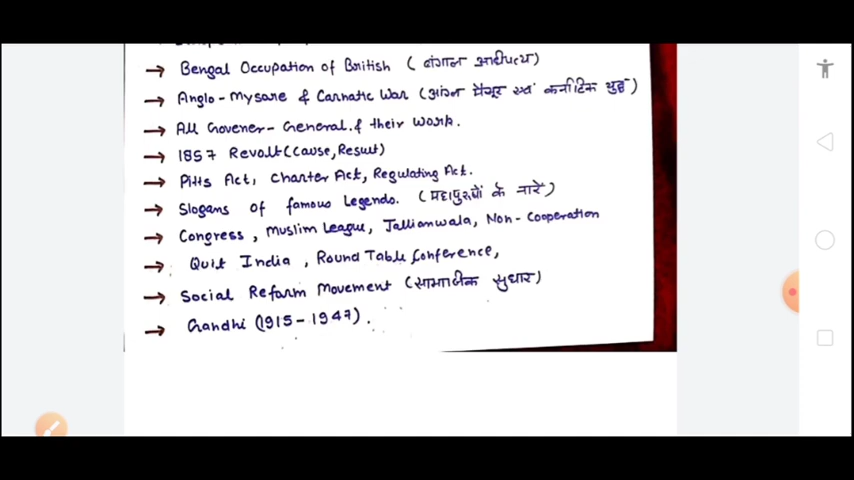 → Bengal Occupation of British ( बंगाल आधिपत्य)
→ Anglo-Mysore & Carnatic War (आंग्ल मैसूर एवं कर्नाटिक युद्ध)
→ All Govener-General & their work.
→ 1857 Revolt (Cause, Result)
→ Pitts Act, Charter Act, Regulating Act.
→ Slogans of famous Legends. (महापुरुषों के नारे)
→ Congress, Muslim League, Jallianwala, Non-Cooperation
→ Quit India, Round Table Conference,
→ Social Reform Movement (सामाजिक सुधार)
→ Gandhi (1915-1947).